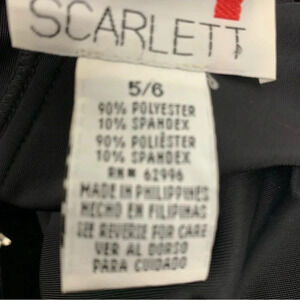 SCARLETT
5/6
90% POLYESTER
10% SPANDEX
90% POLIÈSTER
10% SPANDEX
RN# 62996
MADE IN PHILIPPINES
HECHO EN FILIPINAS
SEE REVERSE FOR CARE
VER AL DORSO
PARA CUIDADO